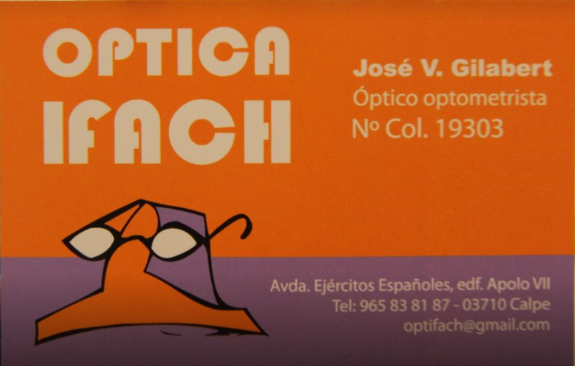 OPTICA
IFACH
José V. Gilabert
Óptico optometrista
Nº Col. 19303
Avda. Ejércitos Españoles, edf. Apolo VII
Tel: 965 83 81 87 - 03710 Calpe
optifach@gmail.com